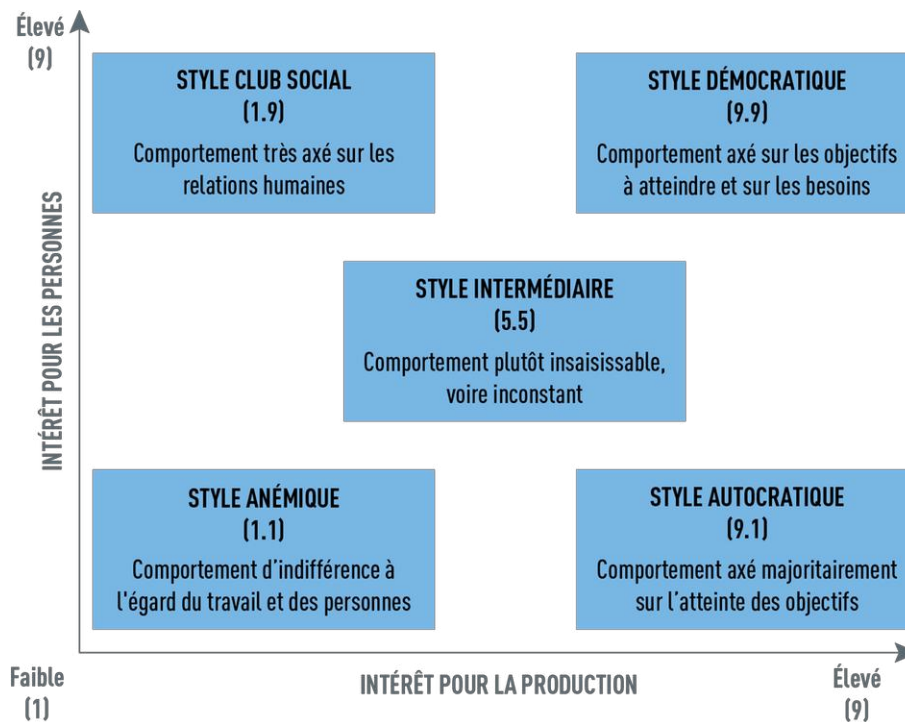 Élevé
(9)
INTÉRÊT POUR LES PERSONNES
STYLE CLUB SOCIAL
(1.9)
Comportement très axé sur les
relations humaines
STYLE DÉMOCRATIQUE
(9.9)
Comportement axé sur les objectifs
à atteindre et sur les besoins
STYLE INTERMÉDIAIRE
(5.5)
Comportement plutôt insaisissable,
voire inconstant
STYLE ANÉMIQUE
(1.1)
Comportement d’indifférence à
l'égard du travail et des personnes
STYLE AUTOCRATIQUE
(9.1)
Comportement axé majoritairement
sur l’atteinte des objectifs
Faible
(1)
INTÉRÊT POUR LA PRODUCTION
Élevé
(9)